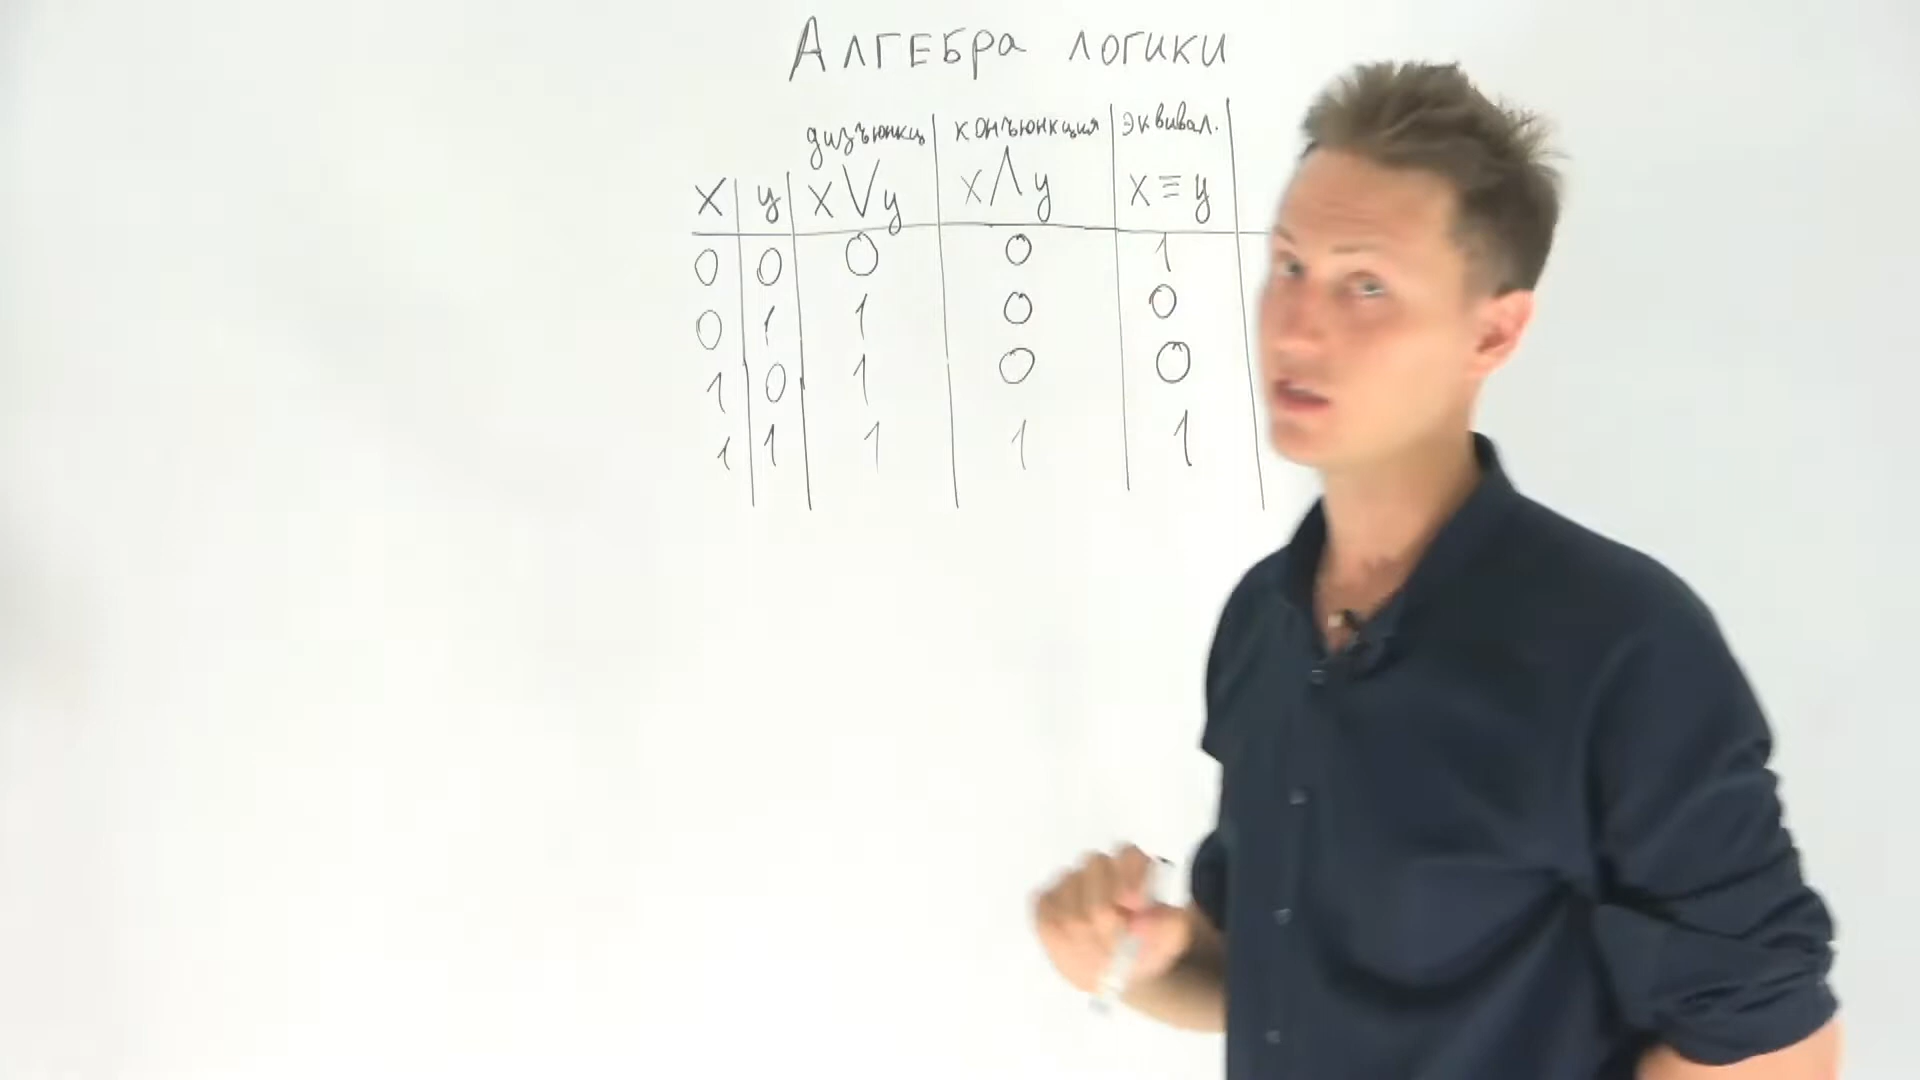 Алгебра логики
дизъюнкц конъюнкция эквивал.
x y x ∨ y x ∧ y x ≡ y
0 0 0 0 1
0 1 1 0 0
1 0 1 0 0
1 1 1 1 1